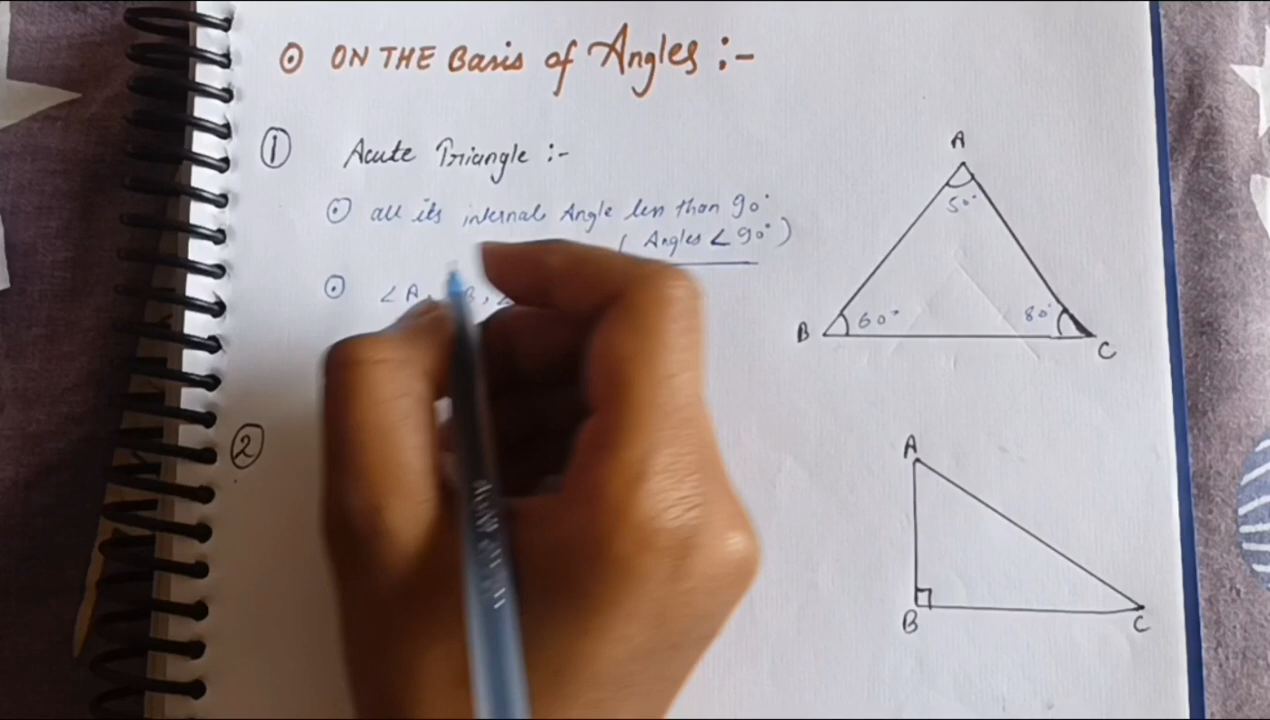 ⊙ ON THE Basis of Angles :-
① Acute Triangle :-
⊙ all its internal Angle less than 90°
( Angles ∠ 90° )
⊙ ∠A, B, ∠
②
A
50°
B 60° 80° C
A
B C